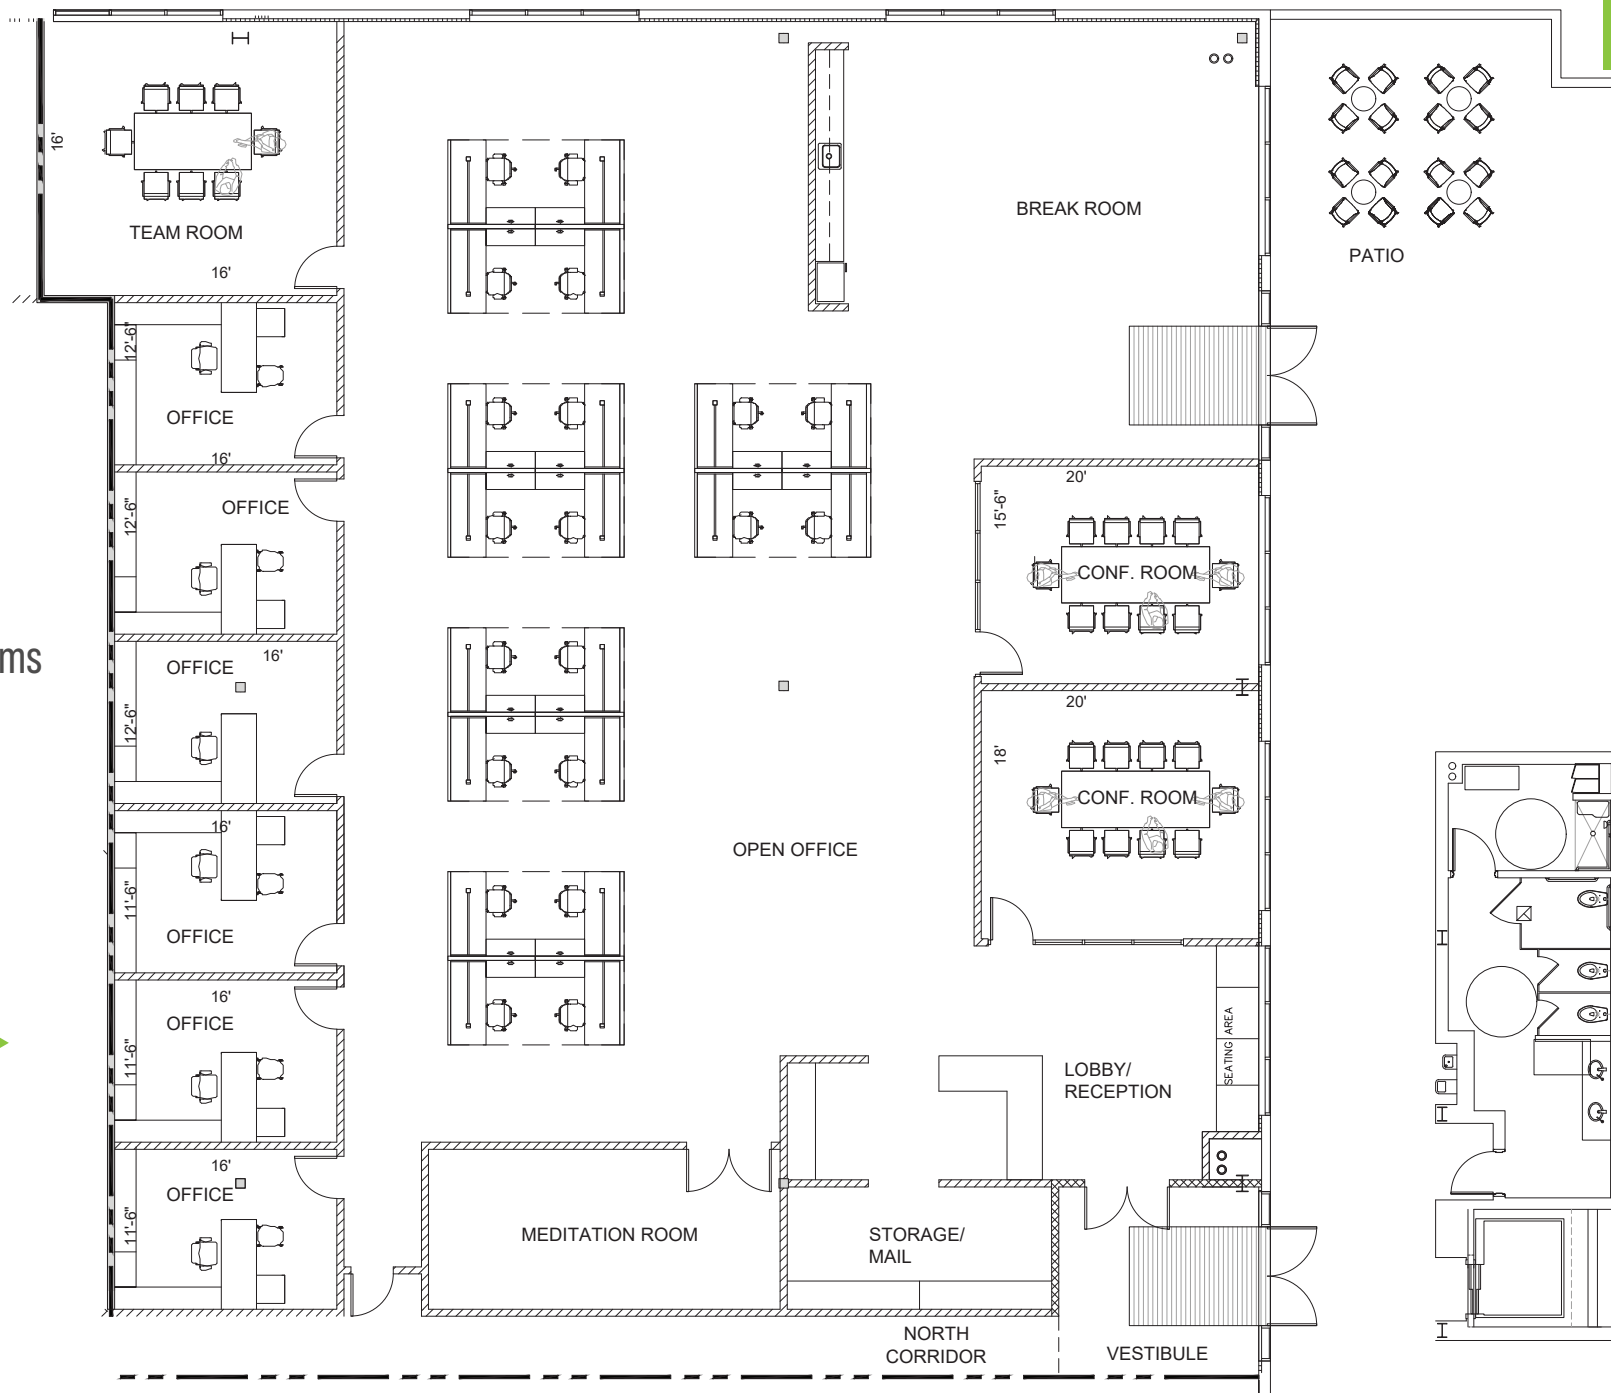 16'
TEAM ROOM
16'
BREAK ROOM
PATIO
12'-6"
OFFICE
16'
12'-6"
OFFICE
20'
15'-6"
CONF. ROOM
ms
OFFICE
16'
12'-6"
20'
18'
CONF. ROOM
16'
OPEN OFFICE
11'-6"
OFFICE
16'
OFFICE
11'-6"
SEATING AREA
LOBBY/
RECEPTION
16'
OFFICE
11'-6"
MEDITATION ROOM
STORAGE/
MAIL
NORTH
CORRIDOR
VESTIBULE